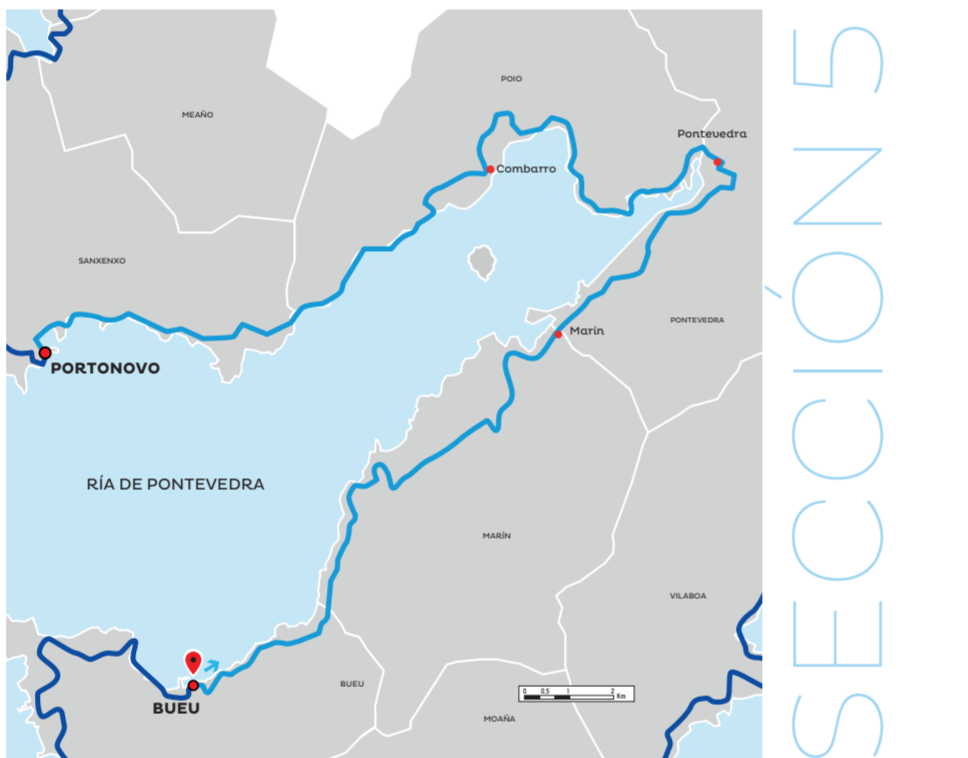 POIO
MEAÑO
Pontevedra
Combarro
SANXENXO
PONTEVEDRA
Marín
PORTONOVO
RÍA DE PONTEVEDRA
MARÍN
VILABOA
BUEU
BUEU
MOAÑA
0 0,5 1 2
Km
SECCIÓN 5